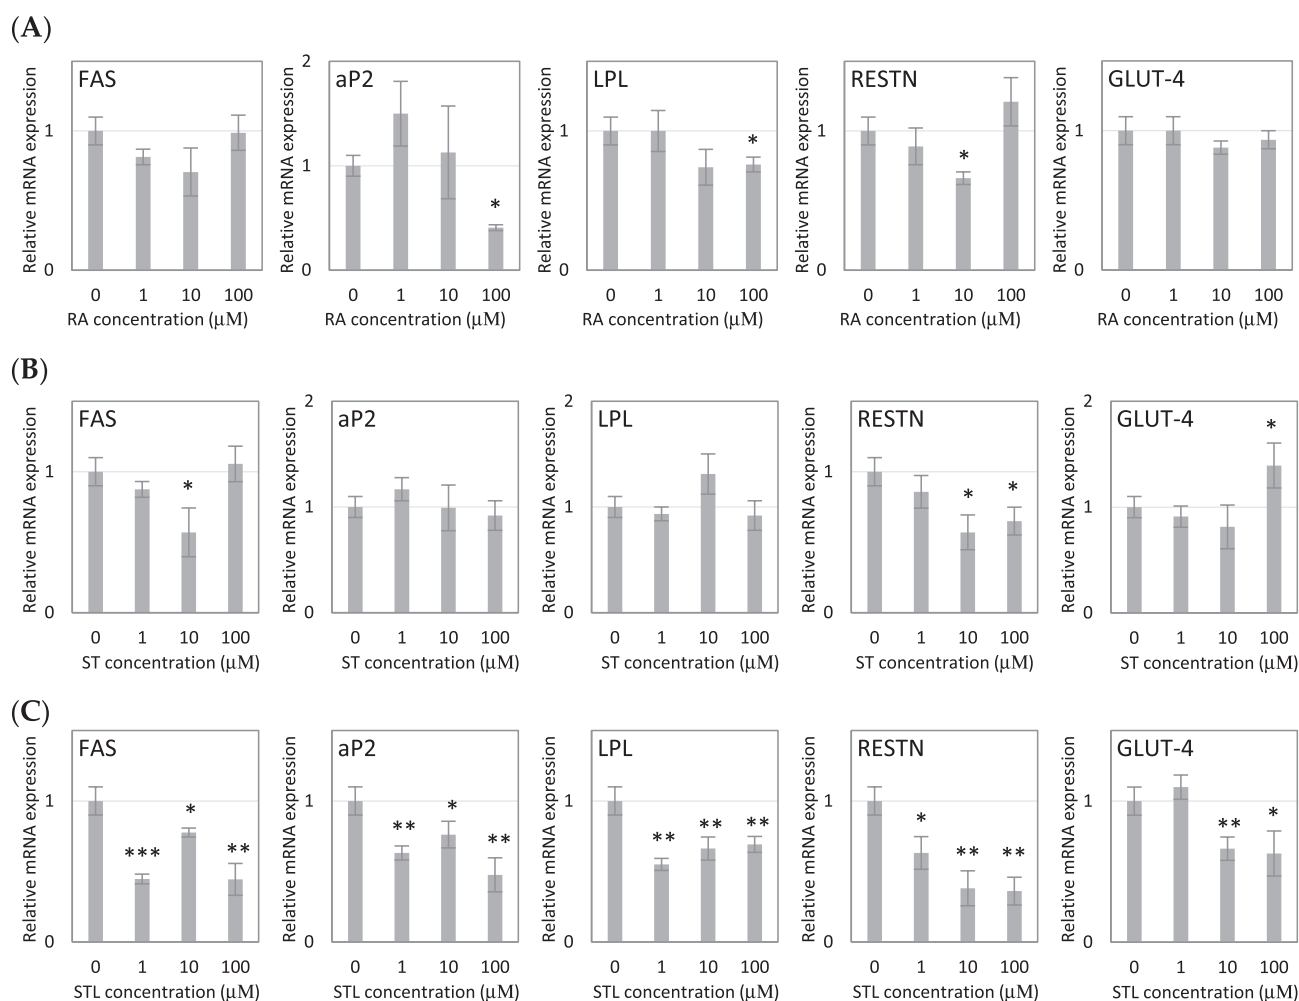 (A)
FAS
Relative mRNA expression
1
0
0 1 10 100
RA concentration (μM)
aP2
Relative mRNA expression
2
1
0
0 1 10 100
RA concentration (μM)
LPL
Relative mRNA expression
1
0
*
0 1 10 100
RA concentration (μM)
RESTN
Relative mRNA expression
1
0
*
0 1 10 100
RA concentration (μM)
GLUT-4
Relative mRNA expression
1
0
0 1 10 100
RA concentration (μM)
*
(B)
FAS
Relative mRNA expression
1
0
*
0 1 10 100
ST concentration (μM)
aP2
Relative mRNA expression
2
1
0
0 1 10 100
ST concentration (μM)
LPL
Relative mRNA expression
2
1
0
0 1 10 100
ST concentration (μM)
RESTN
Relative mRNA expression
1
0
* *
0 1 10 100
ST concentration (μM)
GLUT-4
Relative mRNA expression
2
1
0
*
0 1 10 100
ST concentration (μM)
(C)
FAS
Relative mRNA expression
1
0
*** * **
0 1 10 100
STL concentration (μM)
aP2
Relative mRNA expression
1
0
** * **
0 1 10 100
STL concentration (μM)
LPL
Relative mRNA expression
1
0
** ** **
0 1 10 100
STL concentration (μM)
RESTN
Relative mRNA expression
1
0
* ** **
0 1 10 100
STL concentration (μM)
GLUT-4
Relative mRNA expression
1
0
** *
0 1 10 100
STL concentration (μM)